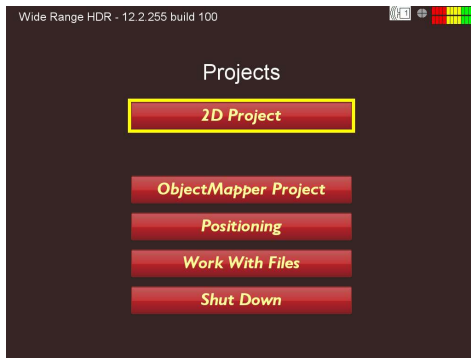 Wide Range HDR - 12.2.255 build 100
1
Projects
2D Project
ObjectMapper Project
Positioning
Work With Files
Shut Down